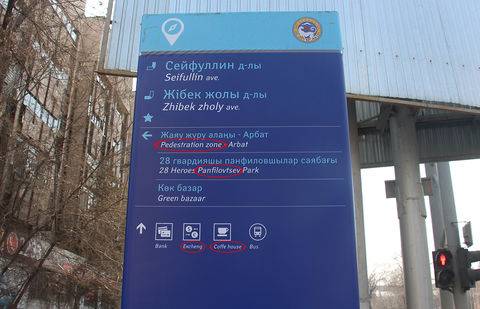 Сейфуллин д-лы
Seifullin ave.
Жібек жолы д-лы
Zhibek zholy ave.
Жаяу жүру алаңы - Арбат
Pedestration zone - Arbat
28 гвардияшы панфиловшылар саябағы
28 Heroes Panfilovtsev Park
Көк базар
Green bazaar
Bank Excheng Coffe house Bus